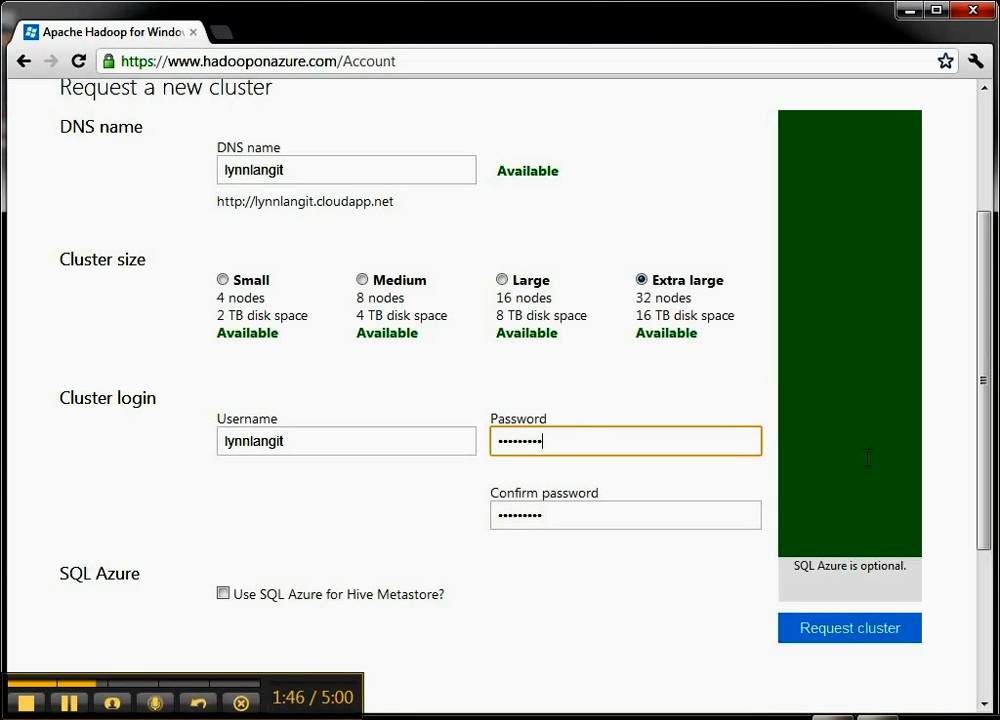 Apache Hadoop for Windo
https://www.hadooponazure.com/Account
Request a new cluster
DNS name
DNS name
lynnlangit
Available
http://lynnlangit.cloudapp.net
Cluster size
Small
4 nodes
2 TB disk space
Available
Medium
8 nodes
4 TB disk space
Available
Large
16 nodes
8 TB disk space
Available
Extra large
32 nodes
16 TB disk space
Available
Cluster login
Username
lynnlangit
Password
•••••••••
Confirm password
•••••••••
SQL Azure
Use SQL Azure for Hive Metastore?
SQL Azure is optional.
Request cluster
1:46 / 5:00